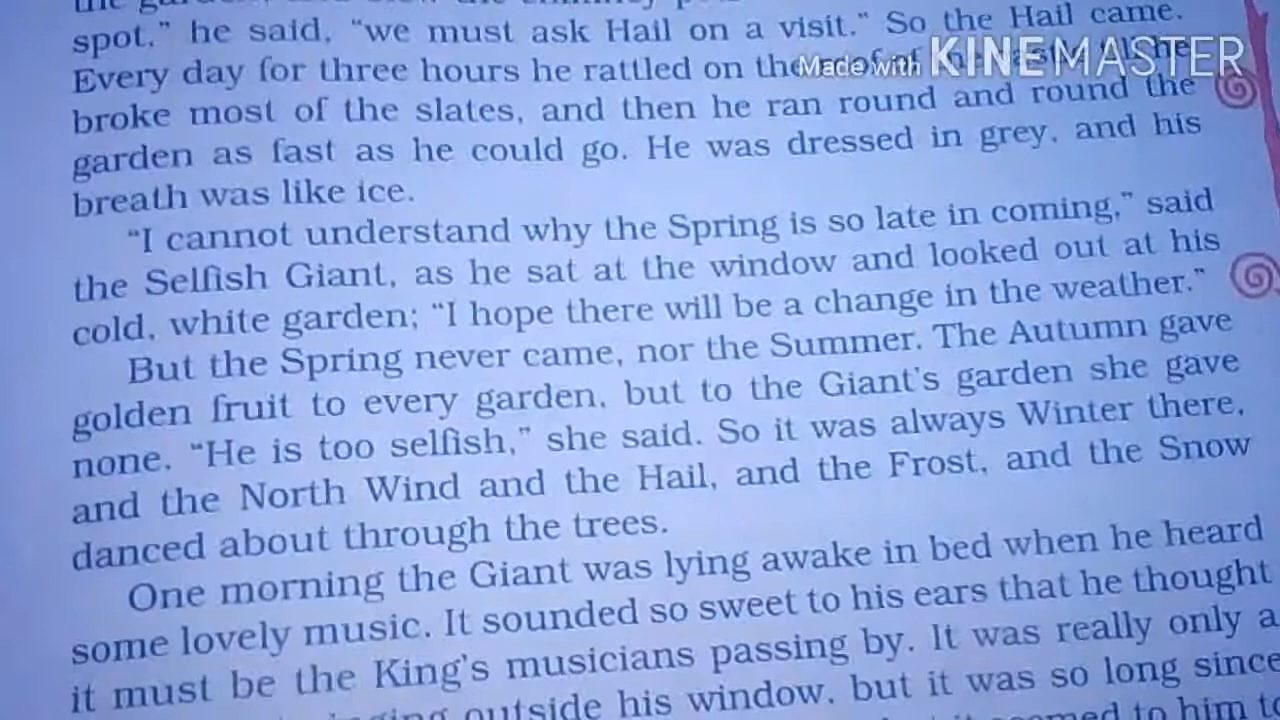 the
spot," he said, "we must ask Hail on a visit." So the Hail came.
Every day for three hours he rattled on the
Made with KINEMASTER
broke most of the slates, and then he ran round and round the
garden as fast as he could go. He was dressed in grey, and his
breath was like ice.
"I cannot understand why the Spring is so late in coming," said
the Selfish Giant, as he sat at the window and looked out at his
cold, white garden; "I hope there will be a change in the weather."
But the Spring never came, nor the Summer. The Autumn gave
golden fruit to every garden, but to the Giant's garden she gave
none. "He is too selfish," she said. So it was always Winter there,
and the North Wind and the Hail, and the Frost, and the Snow
danced about through the trees.
One morning the Giant was lying awake in bed when he heard
some lovely music. It sounded so sweet to his ears that he thought
it must be the King's musicians passing by. It was really only a
outside his window, but it was so long since
to him to